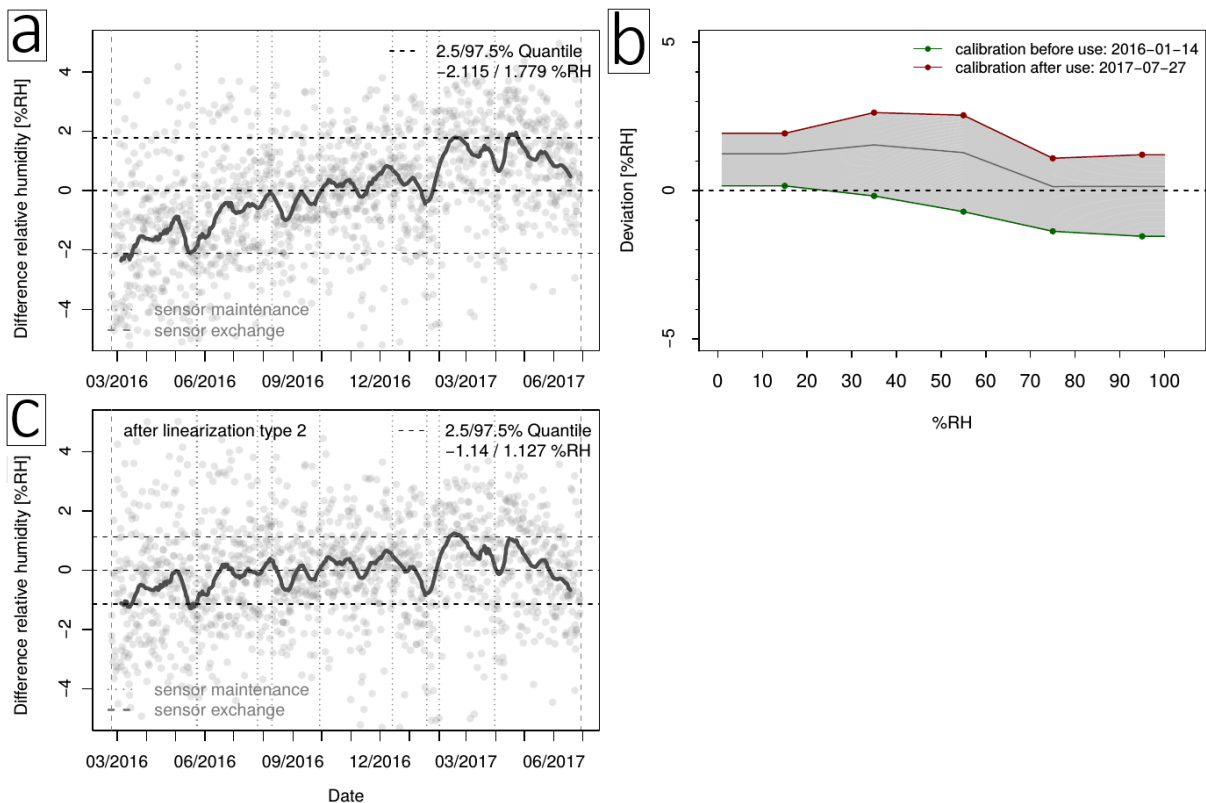 a
Difference relative humidity [%RH]
4
2
0
−2
−4
2.5/97.5% Quantile
−2.115 / 1.779 %RH
sensor maintenance
sensor exchange
03/2016 06/2016 09/2016 12/2016 03/2017 06/2017
b
Deviation [%RH]
5
0
−5
calibration before use: 2016−01−14
calibration after use: 2017−07−27
0 10 20 30 40 50 60 70 80 90 100
%RH
C
Difference relative humidity [%RH]
4
2
0
−2
−4
after linearization type 2
2.5/97.5% Quantile
−1.14 / 1.127 %RH
sensor maintenance
sensor exchange
03/2016 06/2016 09/2016 12/2016 03/2017 06/2017
Date